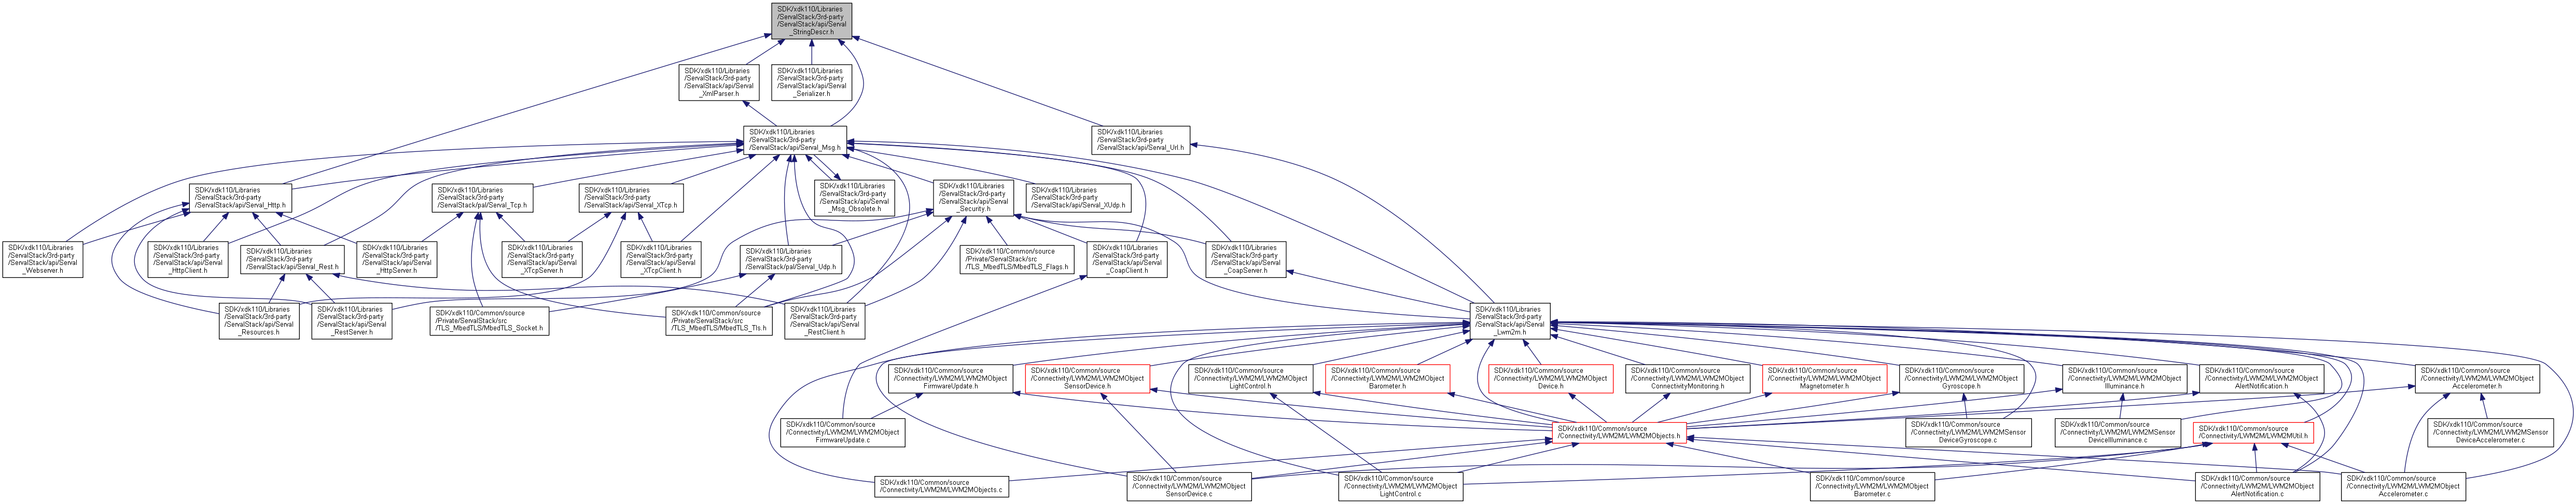 SDK/xdk110/Libraries
/ServalStack/3rd-party
/ServalStack/api/Serval
_StringDescr.h
SDK/xdk110/Libraries
/ServalStack/3rd-party
/ServalStack/api/Serval
_XmlParser.h
SDK/xdk110/Libraries
/ServalStack/3rd-party
/ServalStack/api/Serval
_Serializer.h
SDK/xdk110/Libraries
/ServalStack/3rd-party
/ServalStack/api/Serval_Msg.h
SDK/xdk110/Libraries
/ServalStack/3rd-party
/ServalStack/api/Serval_Url.h
SDK/xdk110/Libraries
/ServalStack/3rd-party
/ServalStack/api/Serval_Http.h
SDK/xdk110/Libraries
/ServalStack/3rd-party
/ServalStack/pal/Serval_Tcp.h
SDK/xdk110/Libraries
/ServalStack/3rd-party
/ServalStack/api/Serval_XTcp.h
SDK/xdk110/Libraries
/ServalStack/3rd-party
/ServalStack/api/Serval
_Msg_Obsolete.h
SDK/xdk110/Libraries
/ServalStack/3rd-party
/ServalStack/api/Serval
_Security.h
SDK/xdk110/Libraries
/ServalStack/3rd-party
/ServalStack/api/Serval_XUdp.h
SDK/xdk110/Libraries
/ServalStack/3rd-party
/ServalStack/api/Serval
_Webserver.h
SDK/xdk110/Libraries
/ServalStack/3rd-party
/ServalStack/api/Serval
_HttpClient.h
SDK/xdk110/Libraries
/ServalStack/3rd-party
/ServalStack/api/Serval_Rest.h
SDK/xdk110/Libraries
/ServalStack/3rd-party
/ServalStack/api/Serval
_HttpServer.h
SDK/xdk110/Libraries
/ServalStack/3rd-party
/ServalStack/api/Serval
_XTcpServer.h
SDK/xdk110/Libraries
/ServalStack/3rd-party
/ServalStack/api/Serval
_XTcpClient.h
SDK/xdk110/Libraries
/ServalStack/3rd-party
/ServalStack/pal/Serval_Udp.h
SDK/xdk110/Common/source
/Private/ServalStack/src
/TLS_MbedTLS/MbedTLS_Flags.h
SDK/xdk110/Libraries
/ServalStack/3rd-party
/ServalStack/api/Serval
_CoapClient.h
SDK/xdk110/Libraries
/ServalStack/3rd-party
/ServalStack/api/Serval
_CoapServer.h
SDK/xdk110/Libraries
/ServalStack/3rd-party
/ServalStack/api/Serval
_Resources.h
SDK/xdk110/Libraries
/ServalStack/3rd-party
/ServalStack/api/Serval
_RestServer.h
SDK/xdk110/Common/source
/Private/ServalStack/src
/TLS_MbedTLS/MbedTLS_Socket.h
SDK/xdk110/Common/source
/Private/ServalStack/src
/TLS_MbedTLS/MbedTLS_Tls.h
SDK/xdk110/Libraries
/ServalStack/3rd-party
/ServalStack/api/Serval
_RestClient.h
SDK/xdk110/Libraries
/ServalStack/3rd-party
/ServalStack/api/Serval
_Lwm2m.h
SDK/xdk110/Common/source
/Connectivity/LWM2M/LWM2MObject
FirmwareUpdate.h
SDK/xdk110/Common/source
/Connectivity/LWM2M/LWM2MObject
SensorDevice.h
SDK/xdk110/Common/source
/Connectivity/LWM2M/LWM2MObject
LightControl.h
SDK/xdk110/Common/source
/Connectivity/LWM2M/LWM2MObject
Barometer.h
SDK/xdk110/Common/source
/Connectivity/LWM2M/LWM2MObject
Device.h
SDK/xdk110/Common/source
/Connectivity/LWM2M/LWM2MObject
ConnectivityMonitoring.h
SDK/xdk110/Common/source
/Connectivity/LWM2M/LWM2MObject
Magnetometer.h
SDK/xdk110/Common/source
/Connectivity/LWM2M/LWM2MObject
Gyroscope.h
SDK/xdk110/Common/source
/Connectivity/LWM2M/LWM2MObject
Illuminance.h
SDK/xdk110/Common/source
/Connectivity/LWM2M/LWM2MObject
AlertNotification.h
SDK/xdk110/Common/source
/Connectivity/LWM2M/LWM2MObject
Accelerometer.h
SDK/xdk110/Common/source
/Connectivity/LWM2M/LWM2MObject
FirmwareUpdate.c
SDK/xdk110/Common/source
/Connectivity/LWM2M/LWM2MObjects.h
SDK/xdk110/Common/source
/Connectivity/LWM2M/LWM2MSensor
DeviceGyroscope.c
SDK/xdk110/Common/source
/Connectivity/LWM2M/LWM2MSensor
DeviceIlluminance.c
SDK/xdk110/Common/source
/Connectivity/LWM2M/LWM2MUtil.h
SDK/xdk110/Common/source
/Connectivity/LWM2M/LWM2MSensor
DeviceAccelerometer.c
SDK/xdk110/Common/source
/Connectivity/LWM2M/LWM2MObjects.c
SDK/xdk110/Common/source
/Connectivity/LWM2M/LWM2MObject
SensorDevice.c
SDK/xdk110/Common/source
/Connectivity/LWM2M/LWM2MObject
LightControl.c
SDK/xdk110/Common/source
/Connectivity/LWM2M/LWM2MObject
Barometer.c
SDK/xdk110/Common/source
/Connectivity/LWM2M/LWM2MObject
AlertNotification.c
SDK/xdk110/Common/source
/Connectivity/LWM2M/LWM2MObject
Accelerometer.c